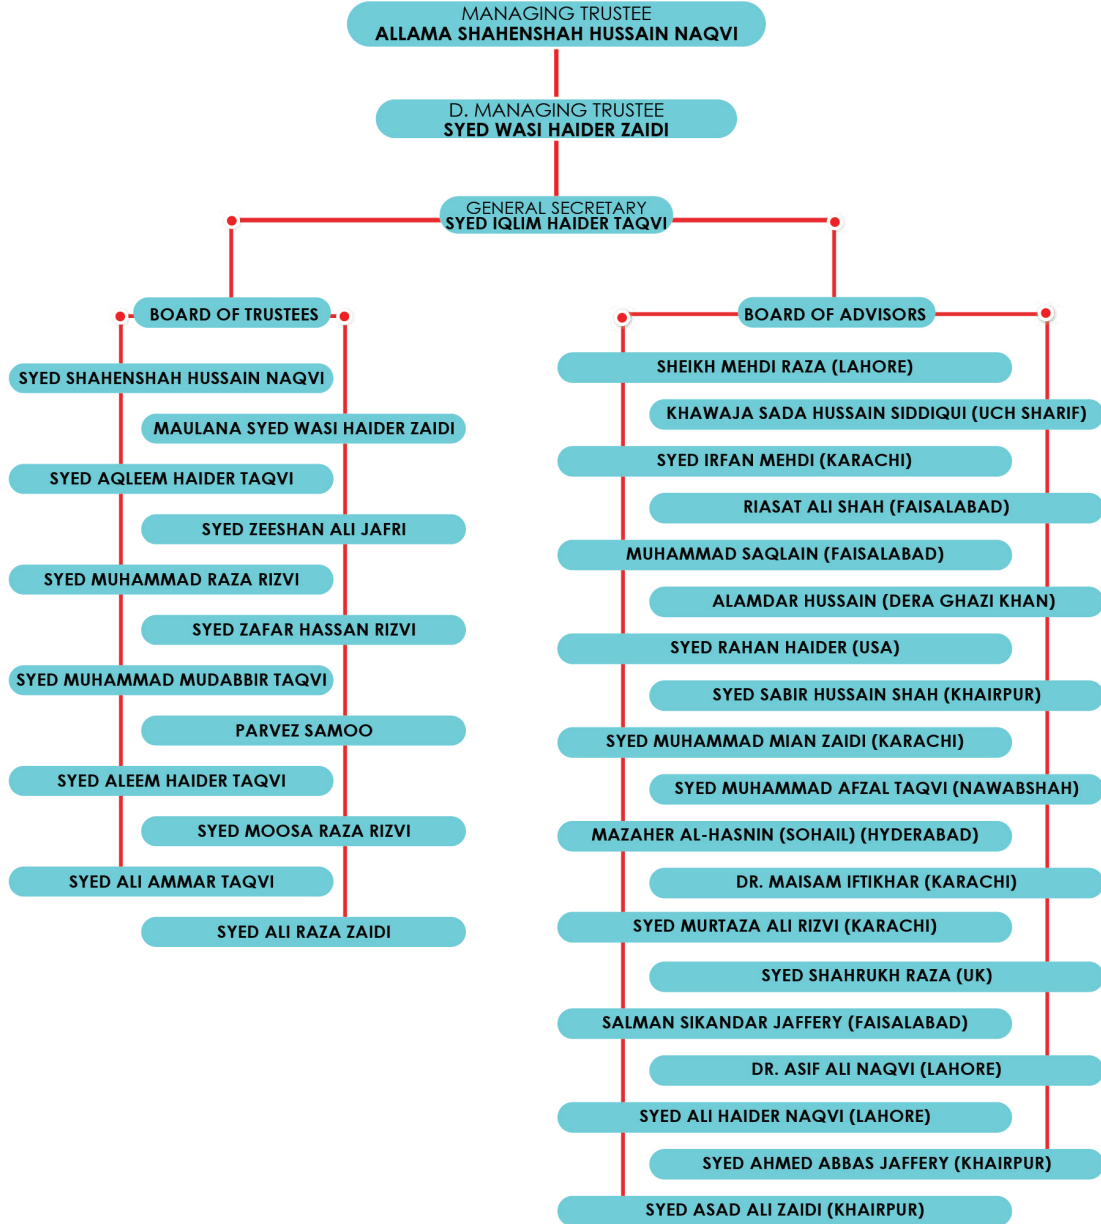 MANAGING TRUSTEE
ALLAMA SHAHENSHAH HUSSAIN NAQVI
D. MANAGING TRUSTEE
SYED WASI HAIDER ZAIDI
GENERAL SECRETARY
SYED IQLIM HAIDER TAQVI
BOARD OF TRUSTEES
SYED SHAHENSHAH HUSSAIN NAQVI
MAULANA SYED WASI HAIDER ZAIDI
SYED AQLEEM HAIDER TAQVI
SYED ZEESHAN ALI JAFRI
SYED MUHAMMAD RAZA RIZVI
SYED ZAFAR HASSAN RIZVI
SYED MUHAMMAD MUDABBIR TAQVI
PARVEZ SAMOO
SYED ALEEM HAIDER TAQVI
SYED MOOSA RAZA RIZVI
SYED ALI AMMAR TAQVI
SYED ALI RAZA ZAIDI
BOARD OF ADVISORS
SHEIKH MEHDI RAZA (LAHORE)
KHAWAJA SADA HUSSAIN SIDDIQUI (UCH SHARIF)
SYED IRFAN MEHDI (KARACHI)
RIASAT ALI SHAH (FAISALABAD)
MUHAMMAD SAQLAIN (FAISALABAD)
ALAMDAR HUSSAIN (DERA GHAZI KHAN)
SYED RAHAN HAIDER (USA)
SYED SABIR HUSSAIN SHAH (KHAIRPUR)
SYED MUHAMMAD MIAN ZAIDI (KARACHI)
SYED MUHAMMAD AFZAL TAQVI (NAWABSHAH)
MAZAHER AL-HASNIN (SOHAIL) (HYDERABAD)
DR. MAISAM IFTIKHAR (KARACHI)
SYED MURTAZA ALI RIZVI (KARACHI)
SYED SHAHRUKH RAZA (UK)
SALMAN SIKANDAR JAFFERY (FAISALABAD)
DR. ASIF ALI NAQVI (LAHORE)
SYED ALI HAIDER NAQVI (LAHORE)
SYED AHMED ABBAS JAFFERY (KHAIRPUR)
SYED ASAD ALI ZAIDI (KHAIRPUR)